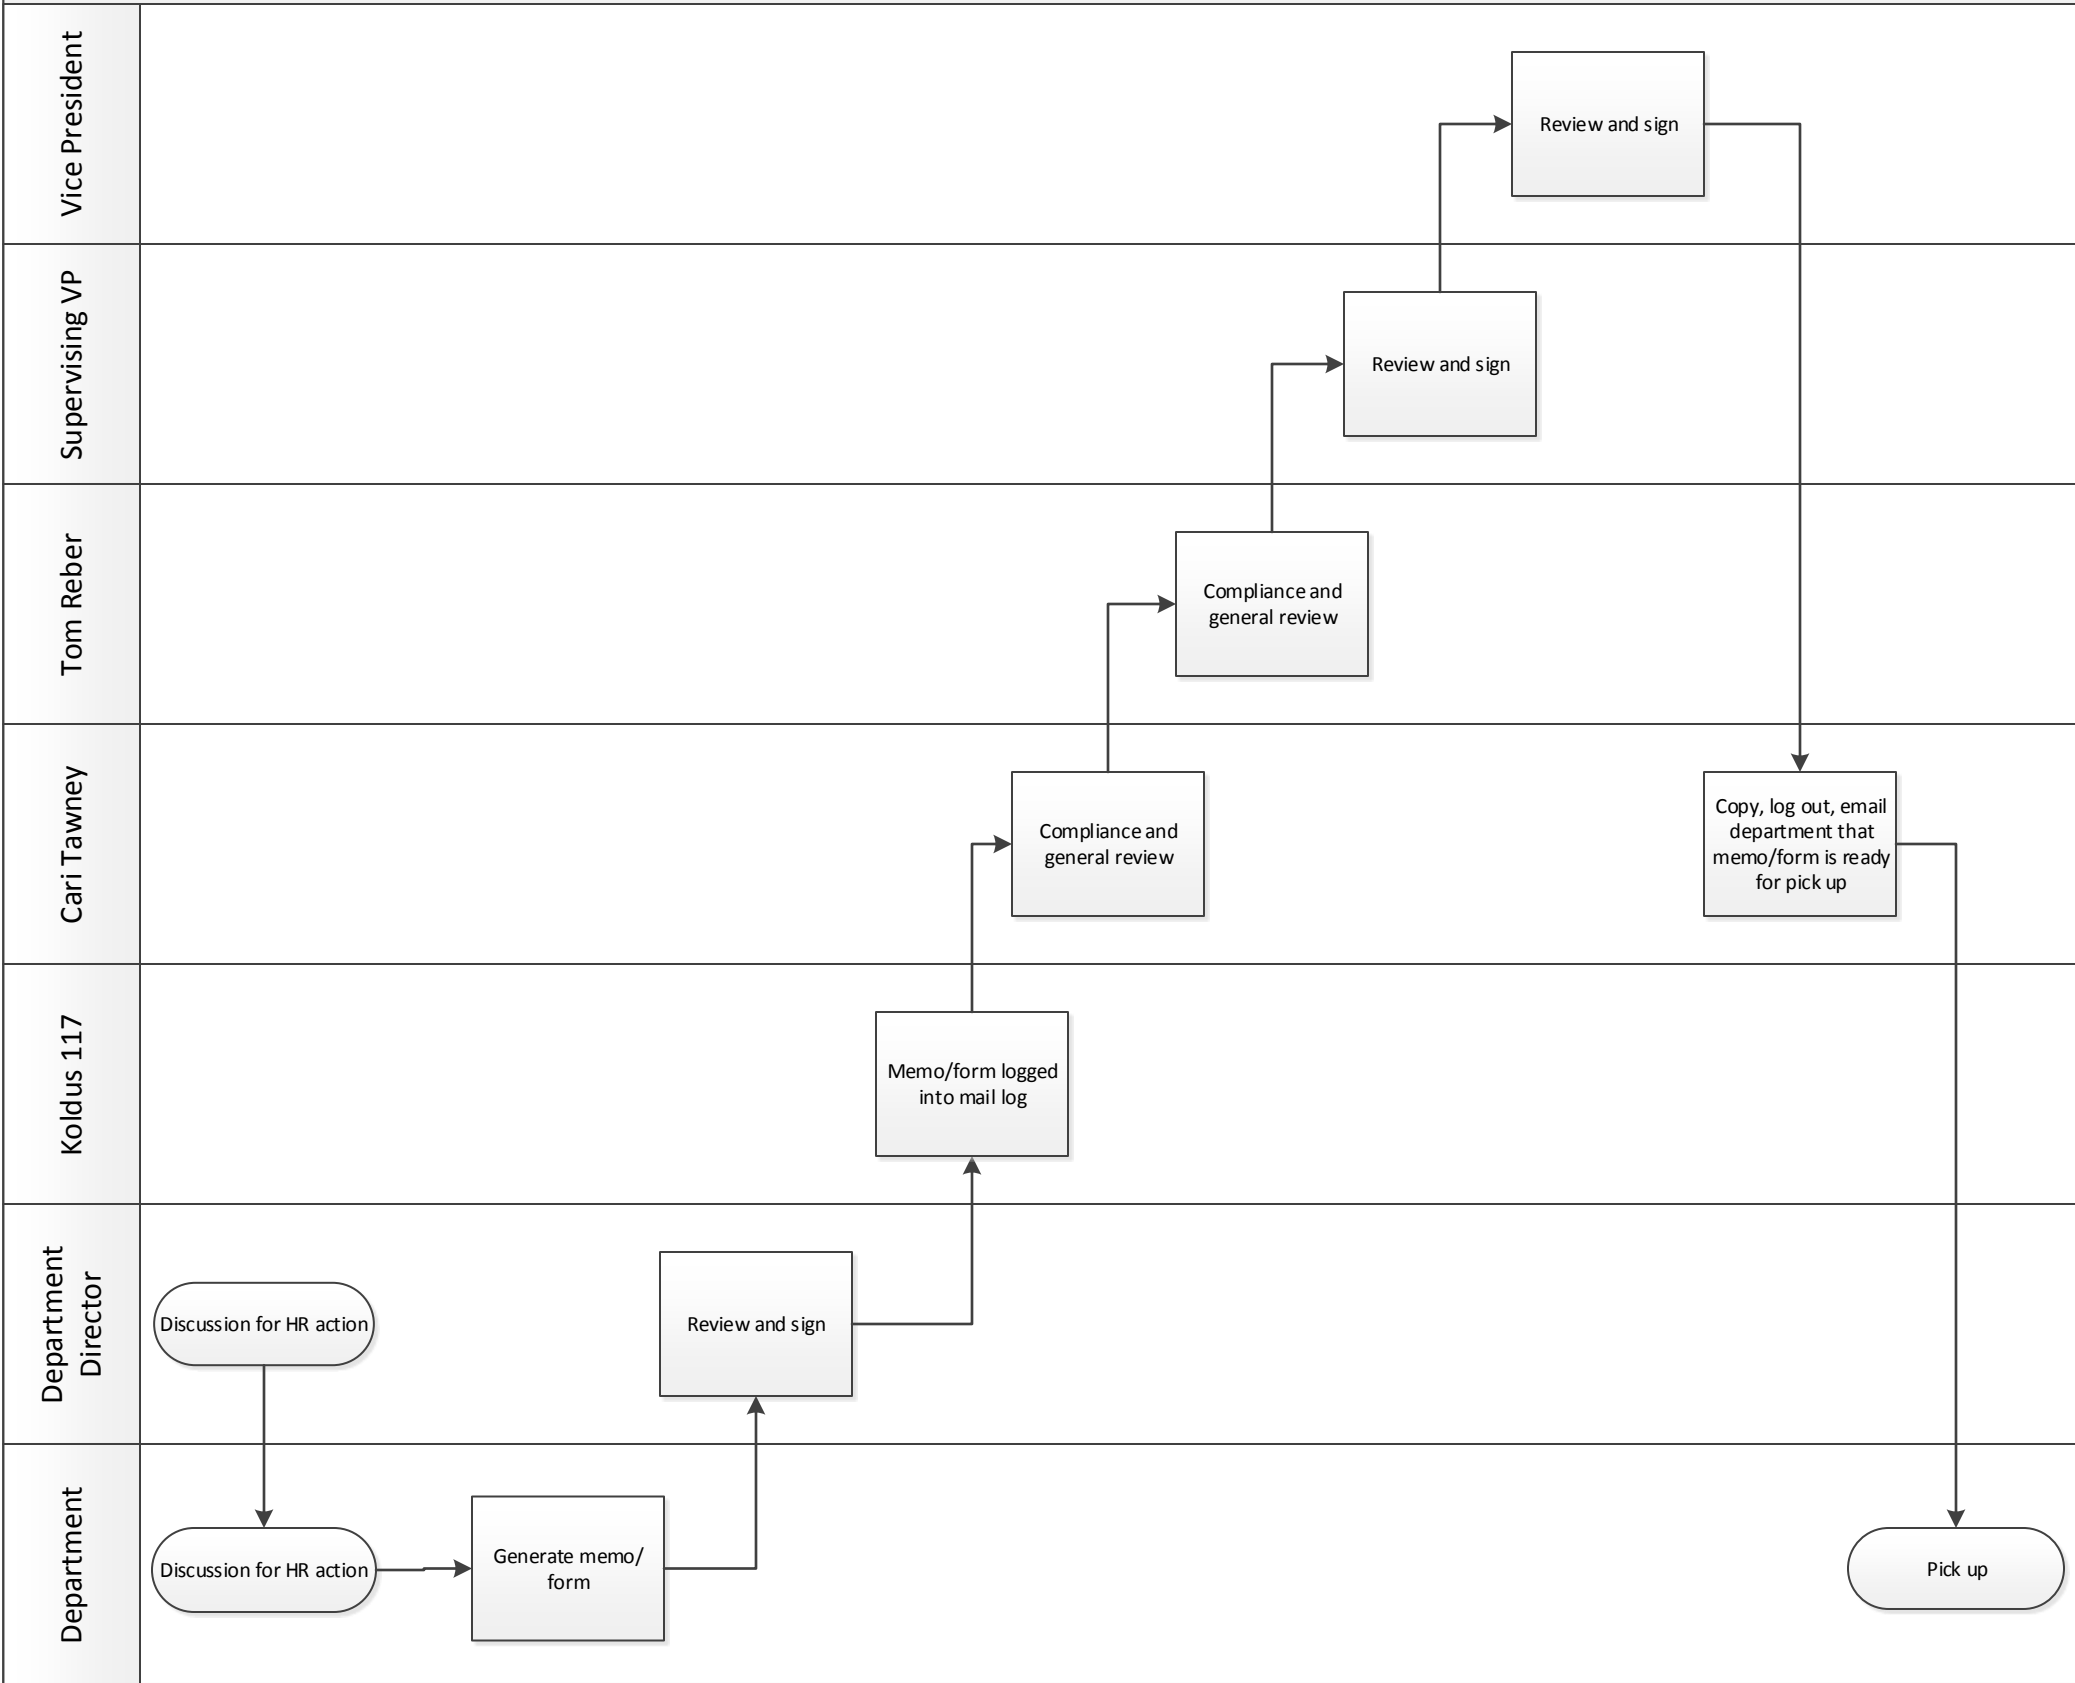 Vice President
Review and sign
Supervising VP
Review and sign
Tom Reber
Compliance and
general review
Cari Tawney
Compliance and
general review
Copy, log out, email
department that
memo/form is ready
for pick up
Koldus 117
Memo/form logged
into mail log
Department
Director
Discussion for HR action
Review and sign
Department
Discussion for HR action
Generate memo/
form
Pick up